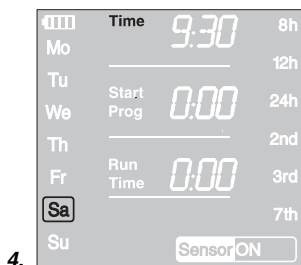 Time 9:30 8h
Mo
12h
Tu
Start Prog 0:00 24h
We
2nd
Th
Run Time 0:00 3rd
Fr
Sa 7th
Su
Sensor ON
4.